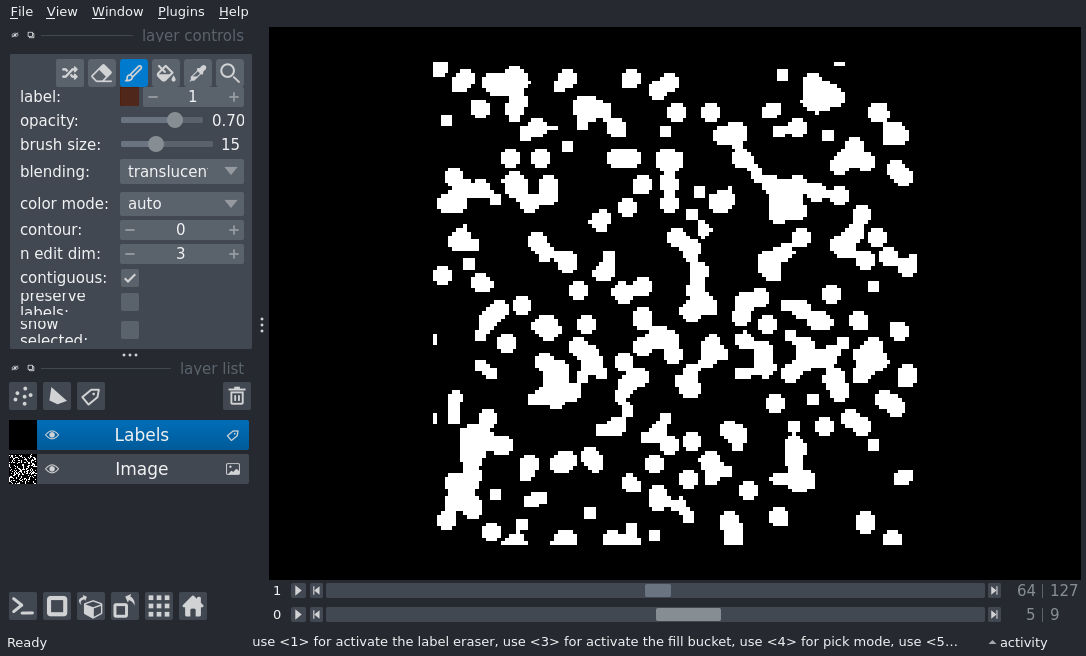 File View Window Plugins Help
layer controls
label: − 1 +
opacity: 0.70
brush size: 15
blending: translucen
color mode: auto
contour: − 0 +
n edit dim: − 3 +
contiguous:
preserve
labels:
show
selected:
layer list
Labels
Image
1 64 | 127
0 5 | 9
Ready use <1> for activate the label eraser, use <3> for activate the fill bucket, use <4> for pick mode, use <5... activity